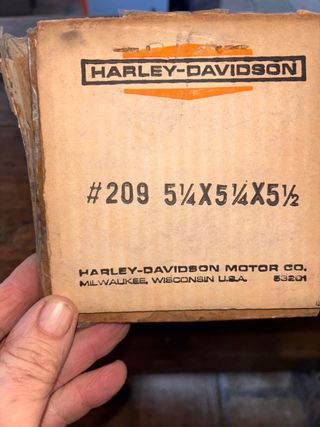 HARLEY-DAVIDSON
#209 5¼X5¼X5½
HARLEY-DAVIDSON MOTOR CO.
MILWAUKEE, WISCONSIN U.S.A. 53201